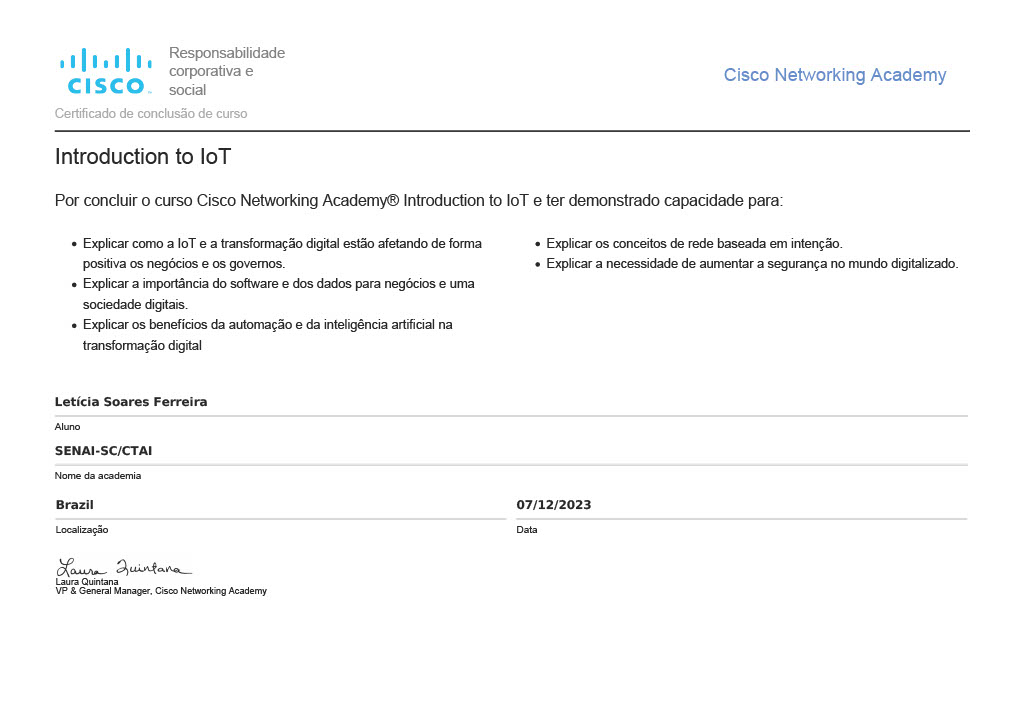 CISCO
Responsabilidade
corporativa e
social
Cisco Networking Academy
Certificado de conclusão de curso
Introduction to IoT
Por concluir o curso Cisco Networking Academy® Introduction to IoT e ter demonstrado capacidade para:
• Explicar como a IoT e a transformação digital estão afetando de forma
positiva os negócios e os governos.
• Explicar a importância do software e dos dados para negócios e uma
sociedade digitais.
• Explicar os benefícios da automação e da inteligência artificial na
transformação digital
• Explicar os conceitos de rede baseada em intenção.
• Explicar a necessidade de aumentar a segurança no mundo digitalizado.
Letícia Soares Ferreira
Aluno
SENAI-SC/CTAI
Nome da academia
Brazil
Localização
07/12/2023
Data
Laura Quintana
Laura Quintana
VP & General Manager, Cisco Networking Academy